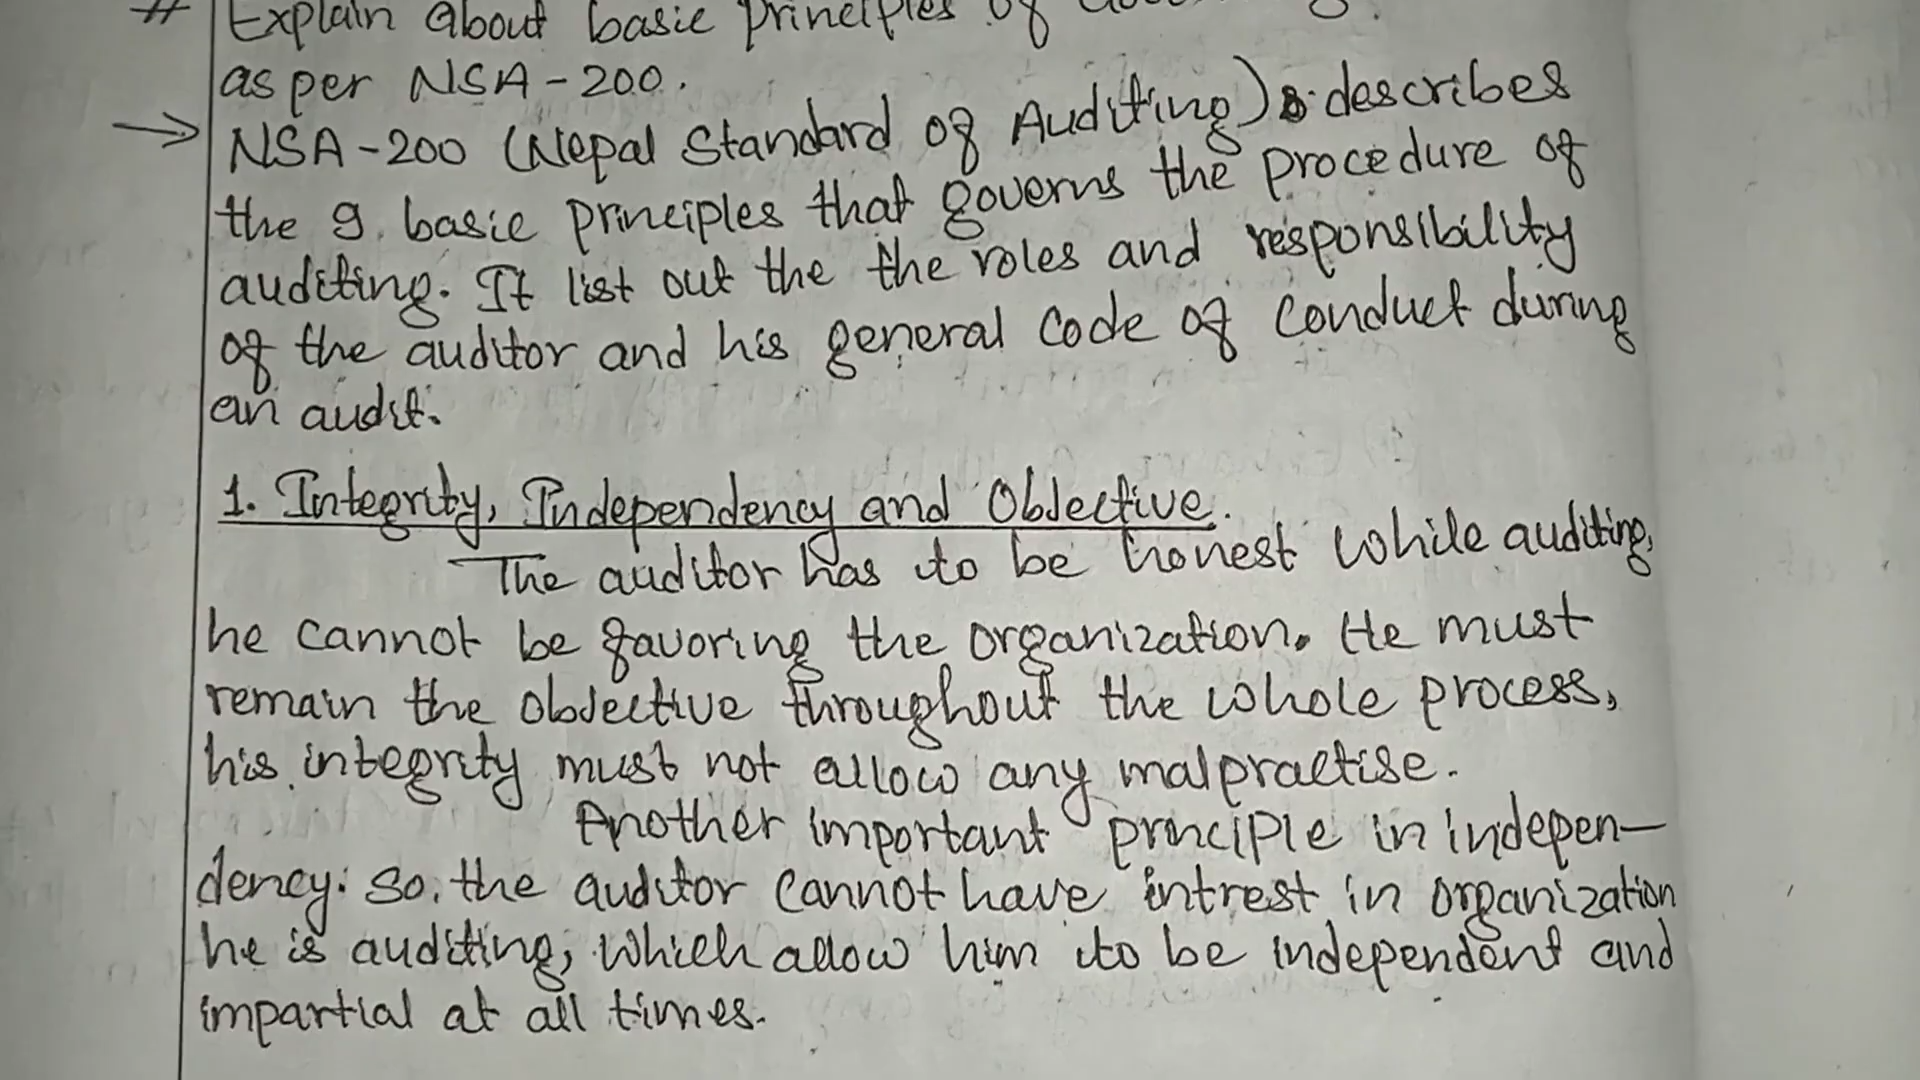 # Explain about basic principles of
as per NSA-200.
→ NSA-200 (Nepal Standard of Auditing) describes
the 9 basic principles that governs the procedure of
auditing. It list out the the roles and responsibility
of the auditor and his general code of conduct during
an audit.
1. Integrity, Independency and Objective.
The auditor has to be honest while auditing,
he cannot be favoring the organization. He must
remain the objective throughout the whole process,
his integrity must not allow any malpractise.
Another important principle in indepen-
dency. So, the auditor cannot have intrest in organization
he is auditing, which allow him to be independent and
impartial at all times.